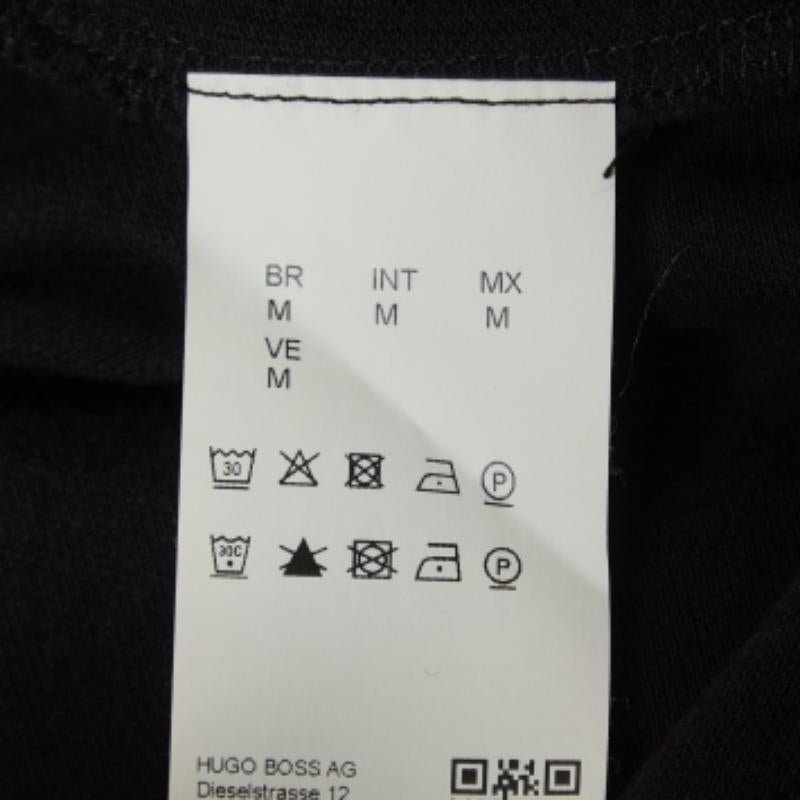 BR INT MX
M M M
VE
M
30 P
30C P
HUGO BOSS AG
Dieselstrasse 12